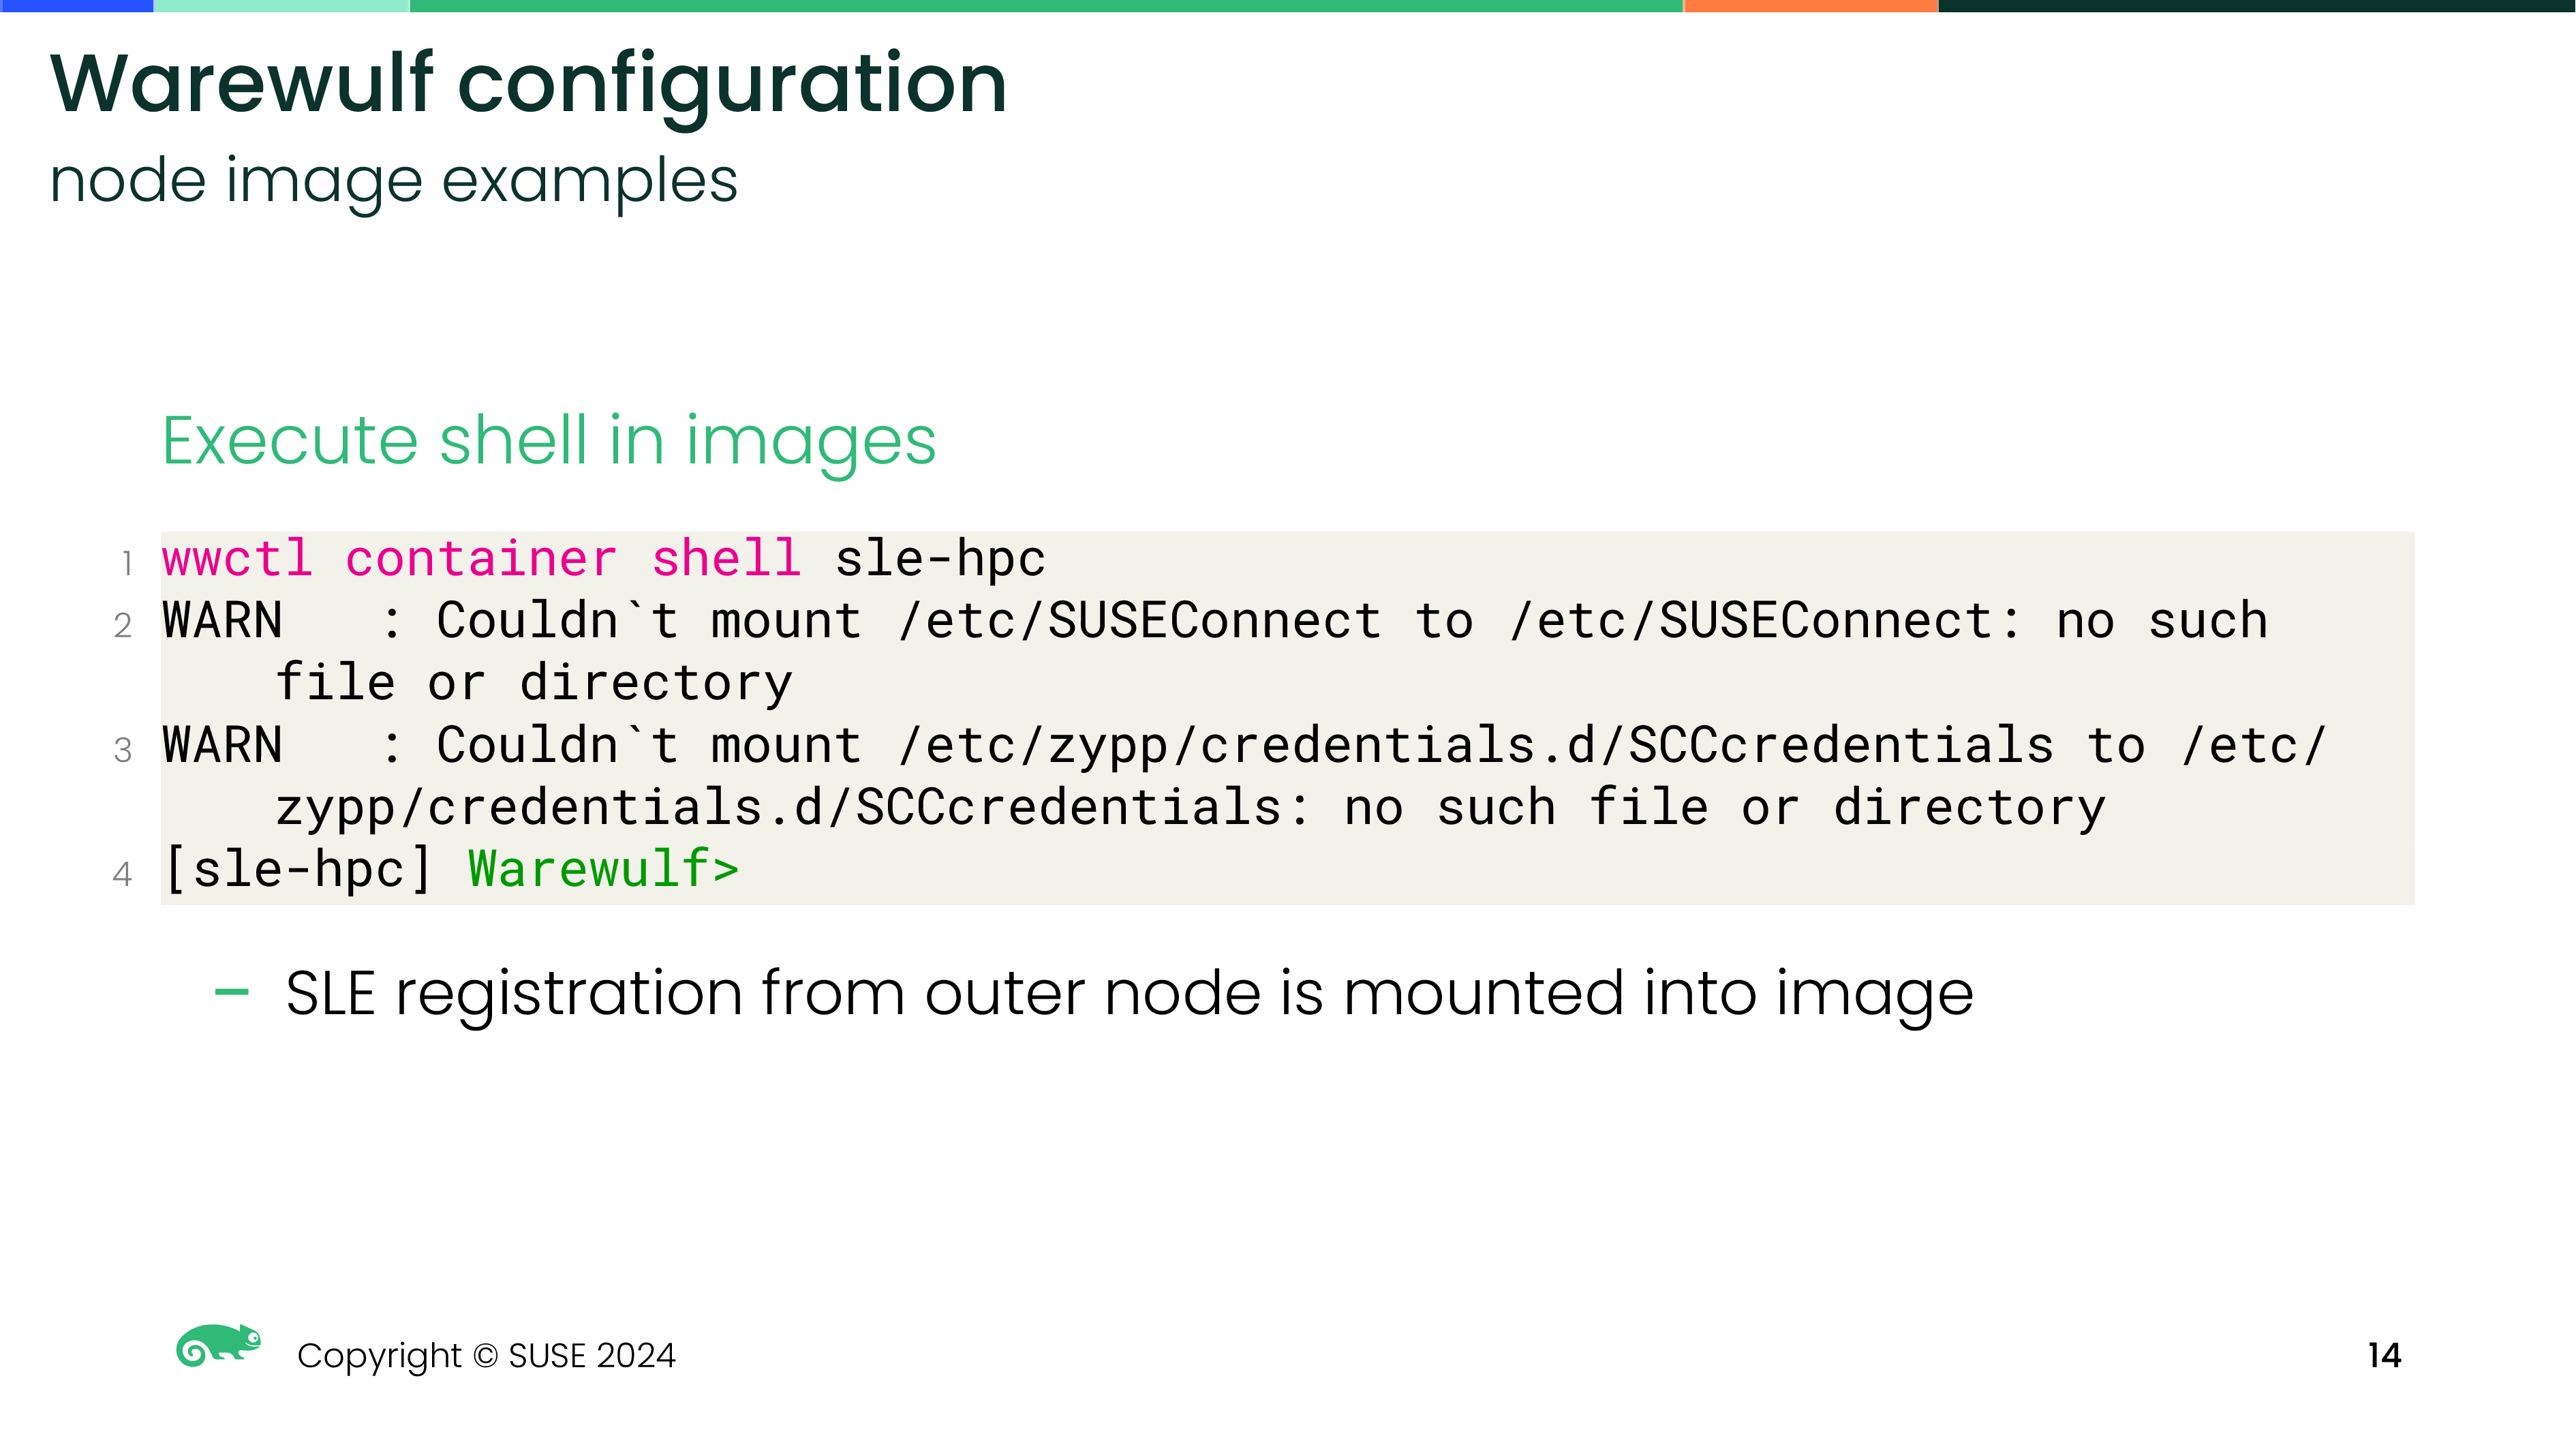 Warewulf configuration
node image examples
Execute shell in images
1 wwctl container shell sle-hpc
2 WARN   : Couldn`t mount /etc/SUSEConnect to /etc/SUSEConnect: no such
file or directory
3 WARN   : Couldn`t mount /etc/zypp/credentials.d/SCCcredentials to /etc/
zypp/credentials.d/SCCcredentials: no such file or directory
4 [sle-hpc] Warewulf>
– SLE registration from outer node is mounted into image
Copyright © SUSE 2024
14